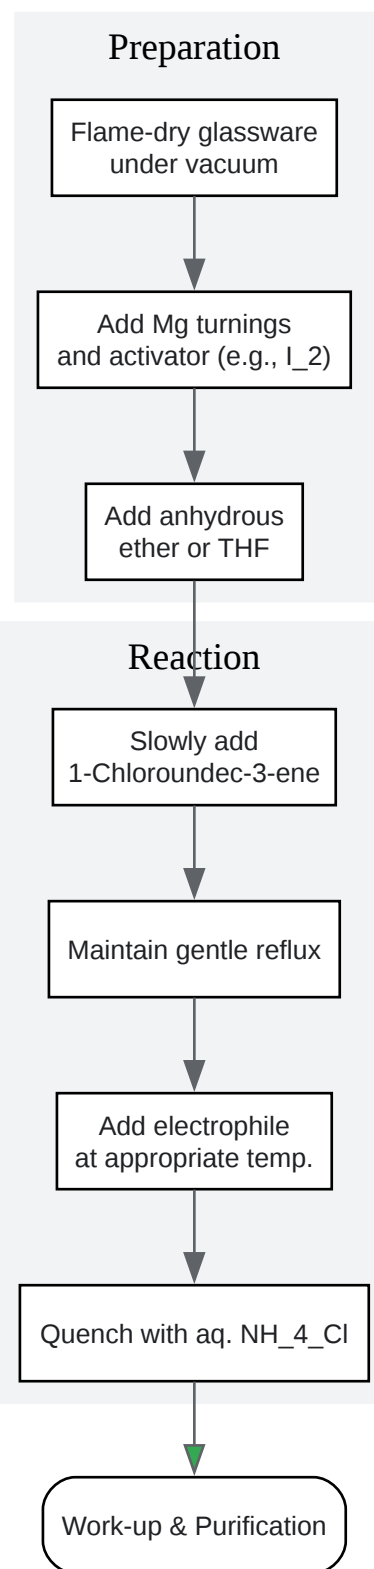 Preparation
Flame-dry glassware
under vacuum
Add Mg turnings
and activator (e.g., I_2)
Add anhydrous
ether or THF
Reaction
Slowly add
1-Chloroundec-3-ene
Maintain gentle reflux
Add electrophile
at appropriate temp.
Quench with aq. NH_4_Cl
Work-up & Purification